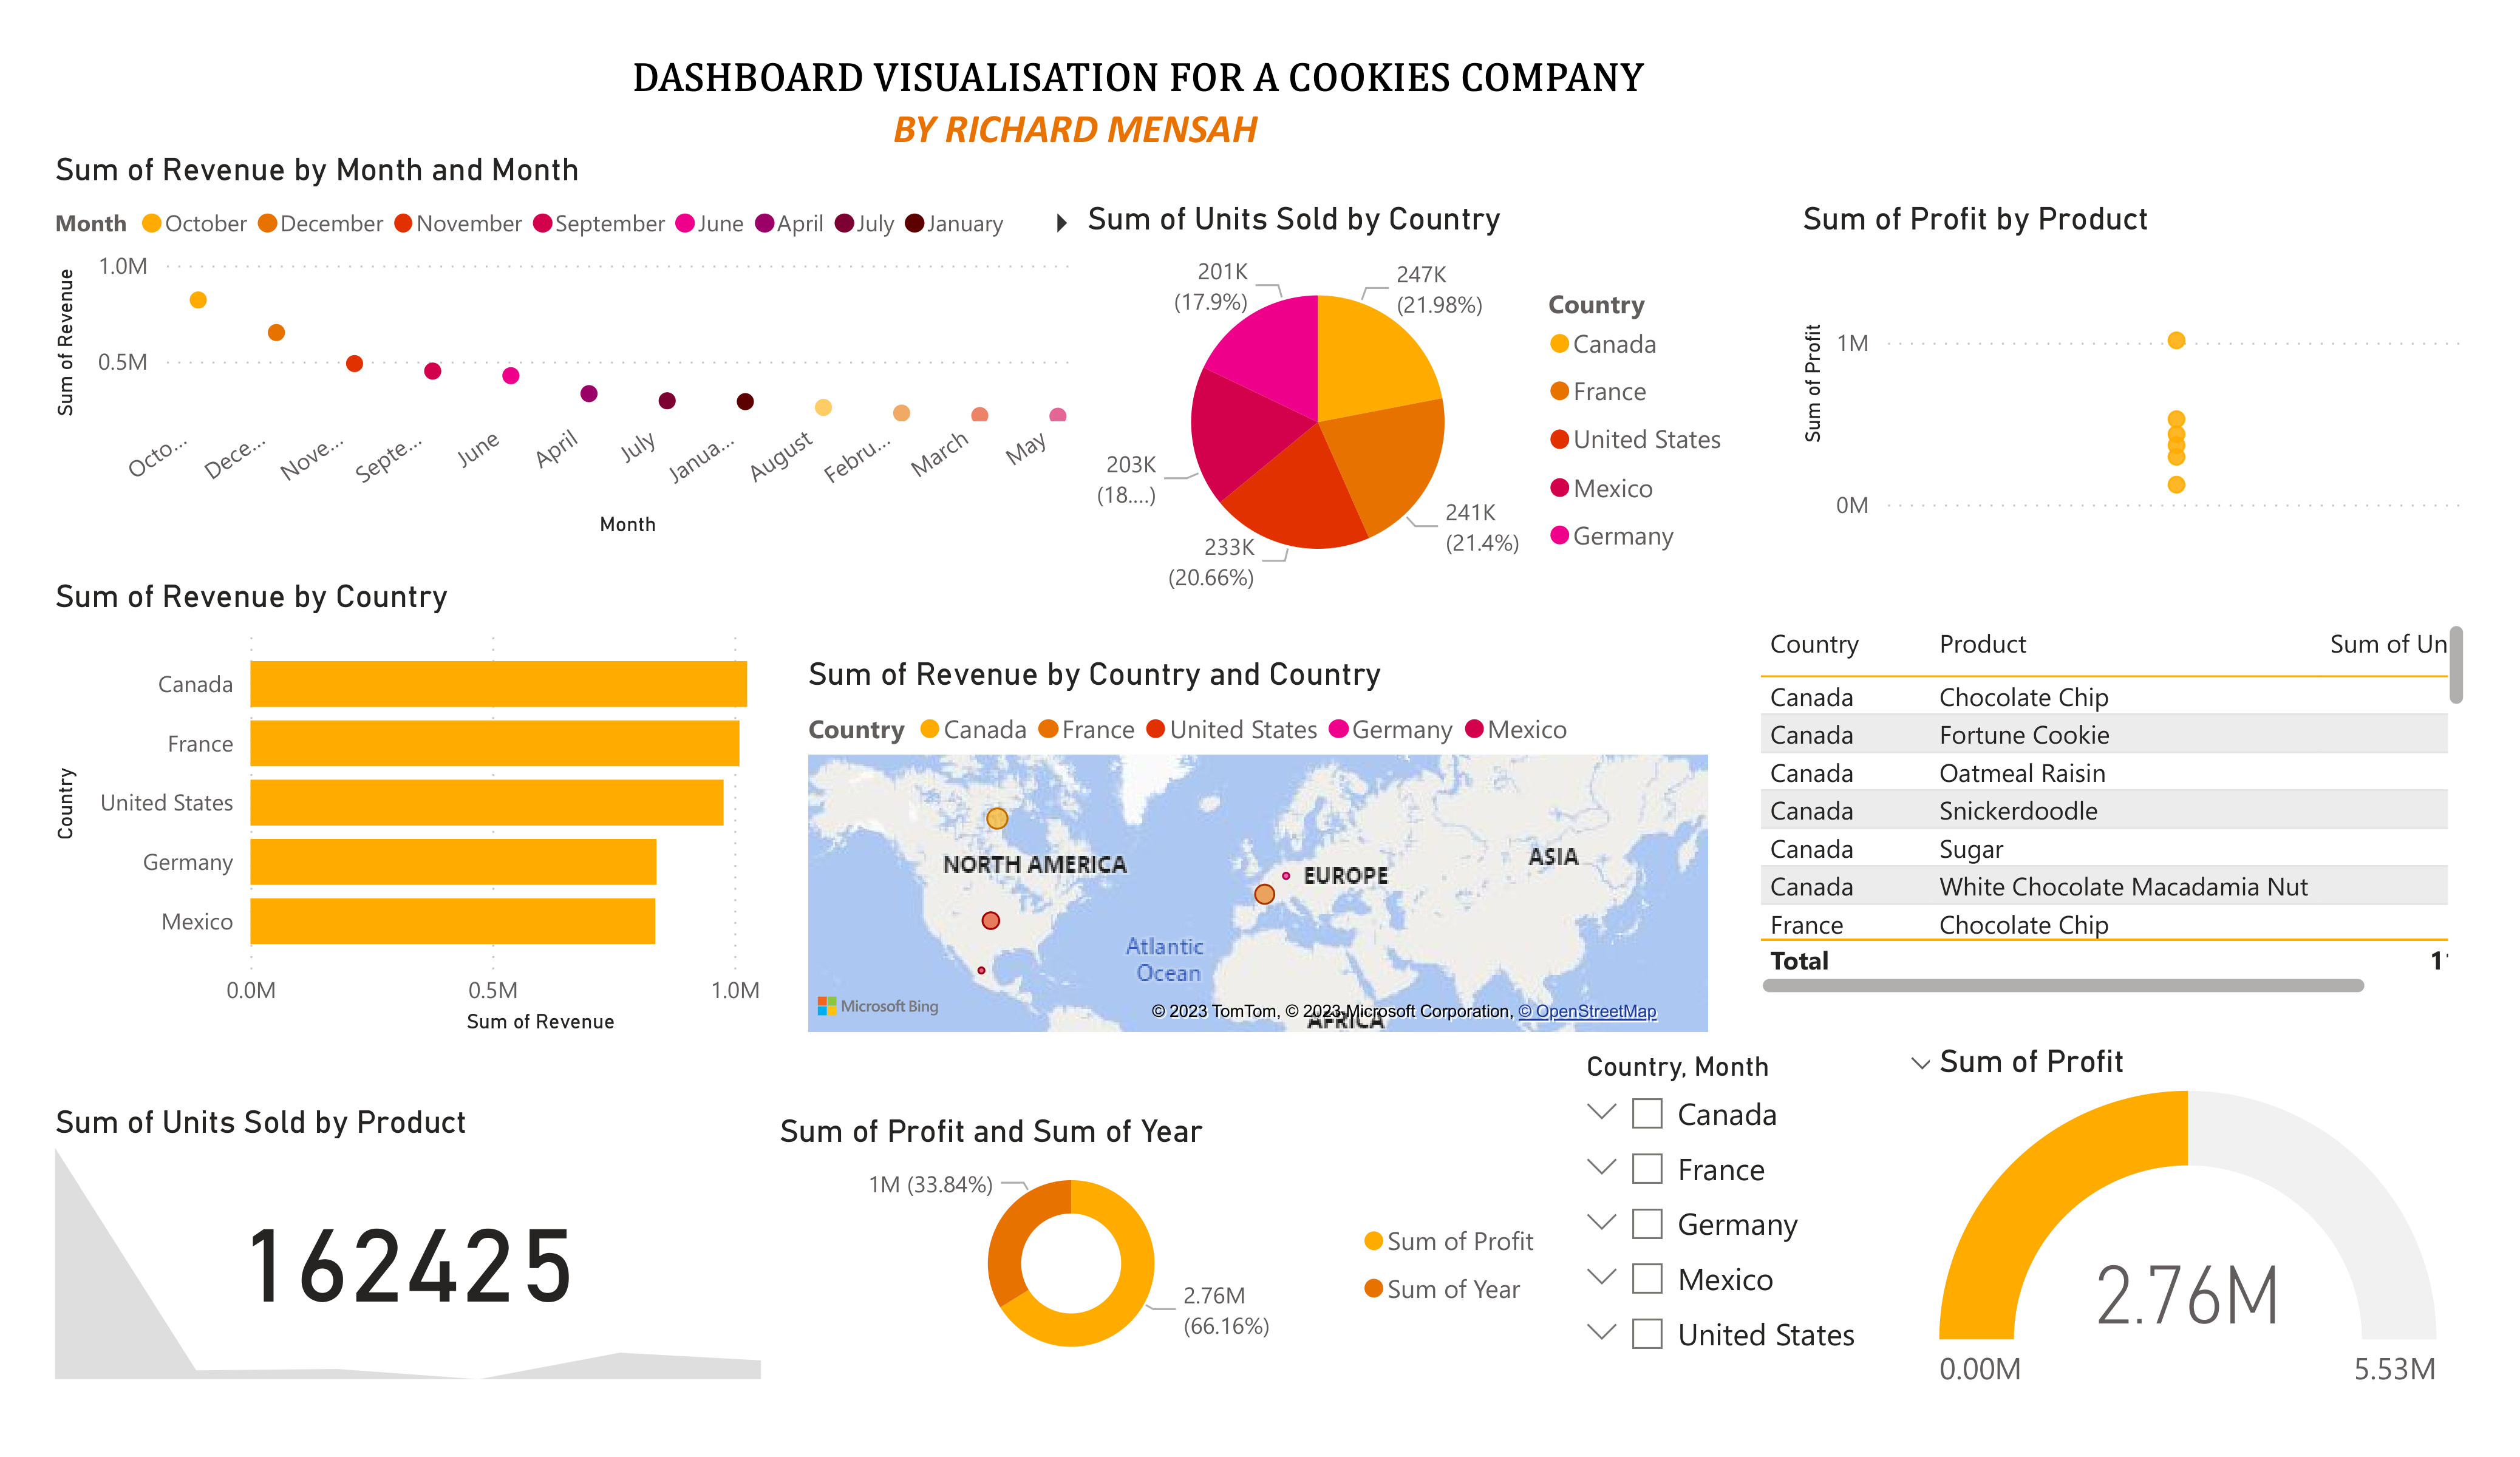 DASHBOARD VISUALISATION FOR A COOKIES COMPANY
BY RICHARD MENSAH
Sum of Revenue by Month and Month
Month October December November September June April July January
Sum of Revenue
1.0M
0.5M
Octo...
Dece...
Nove...
Septe...
June
April
July
Janua...
August
Febru...
March
May
Month
Sum of Units Sold by Country
201K
(17.9%)
247K
(21.98%)
203K
(18....)
241K
(21.4%)
233K
(20.66%)
Country
Canada
France
United States
Mexico
Germany
Sum of Profit by Product
Sum of Profit
1M
0M
Sum of Revenue by Country
Country
Canada
France
United States
Germany
Mexico
0.0M 0.5M 1.0M
Sum of Revenue
Sum of Revenue by Country and Country
Country Canada France United States Germany Mexico
NORTH AMERICA
EUROPE
ASIA
Atlantic
Ocean
AFRICA
Microsoft Bing
© 2023 TomTom, © 2023 Microsoft Corporation, © OpenStreetMap
Country Product Sum of Un
Canada Chocolate Chip
Canada Fortune Cookie
Canada Oatmeal Raisin
Canada Snickerdoodle
Canada Sugar
Canada White Chocolate Macadamia Nut
France Chocolate Chip
Total
Sum of Units Sold by Product
162425
Sum of Profit and Sum of Year
1M (33.84%)
2.76M
(66.16%)
Sum of Profit
Sum of Year
Country, Month
Canada
France
Germany
Mexico
United States
Sum of Profit
2.76M
0.00M 5.53M